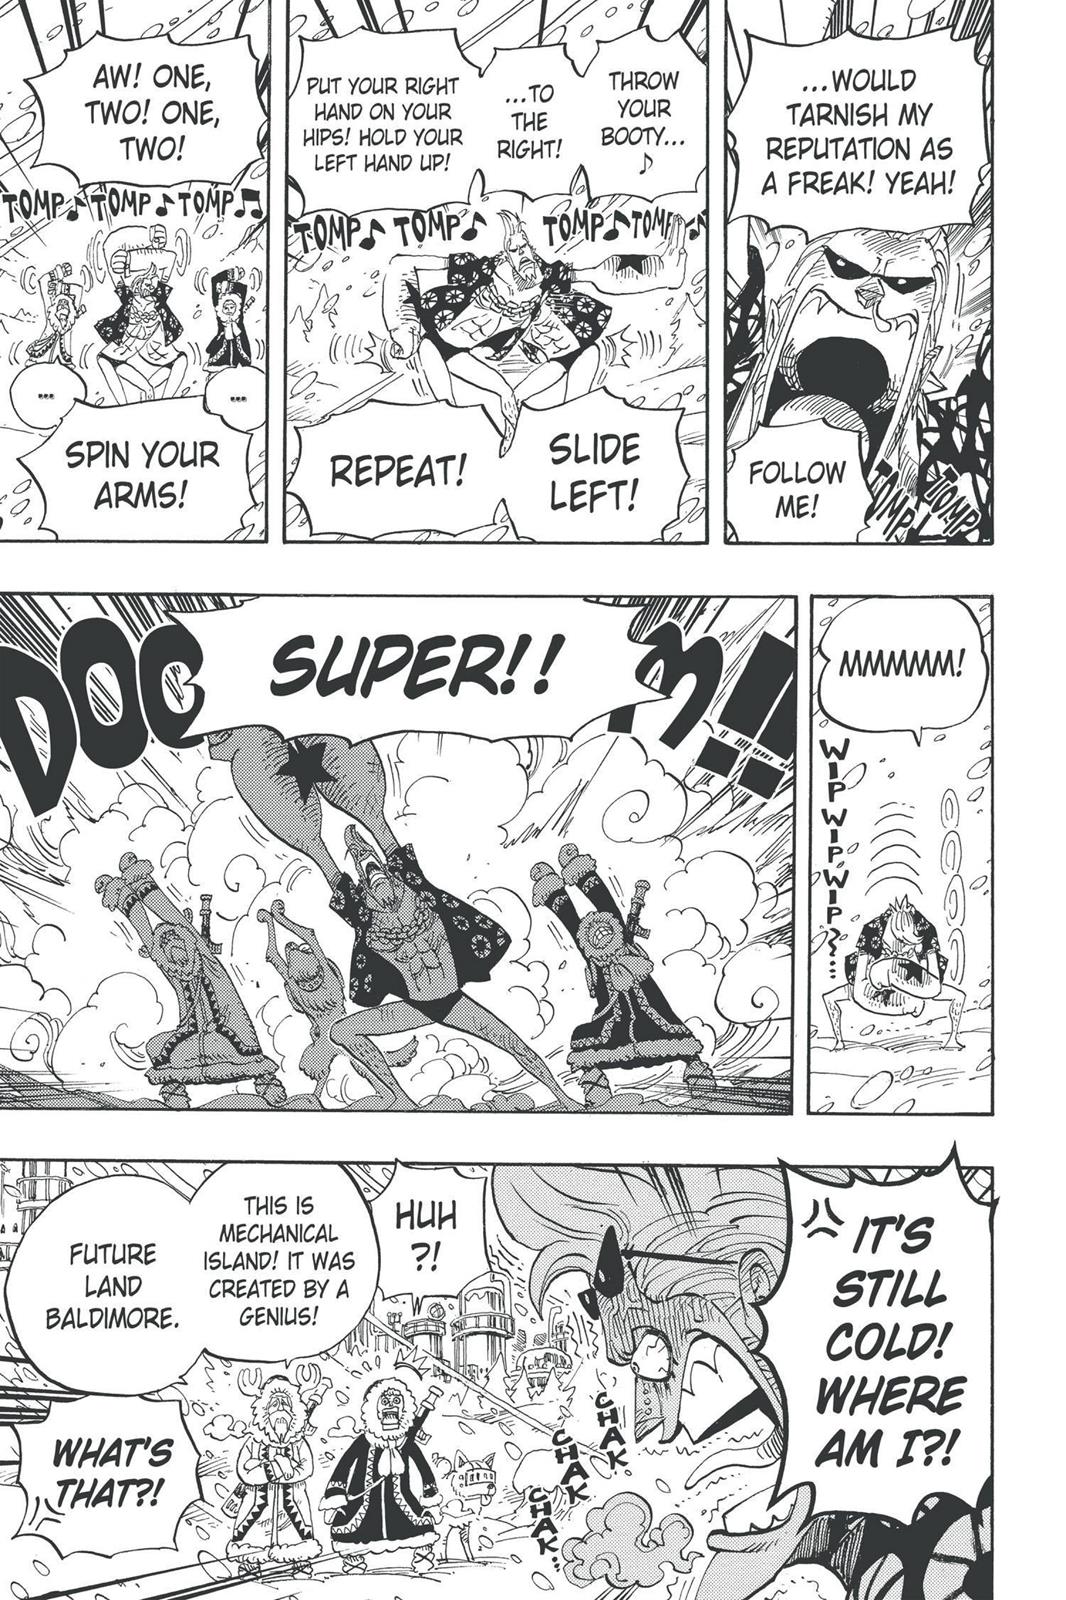 ...WOULD
TARNISH MY
REPUTATION AS
A FREAK! YEAH!
FOLLOW
ME!
TOMP
TOMP
THROW
YOUR
BOOTY...
♪
...TO
THE
RIGHT!
PUT YOUR RIGHT
HAND ON YOUR
HIPS! HOLD YOUR
LEFT HAND UP!
TOMP♪ TOMP♪
TOMP♪TOMP♪
SLIDE
LEFT!
REPEAT!
AW! ONE,
TWO! ONE,
TWO!
TOMP♪ TOMP♪ TOMP♫
...
...
SPIN YOUR
ARMS!
MMMMM!
WIP WIP WIP WIP~...
SUPER!!
DOO
M!!
IT'S
STILL
COLD!
WHERE
AM I?!
CHAK
CHAK
CHAK...
HUH
?!
THIS IS
MECHANICAL
ISLAND! IT WAS
CREATED BY A
GENIUS!
FUTURE
LAND
BALDIMORE.
WHAT'S
THAT?!